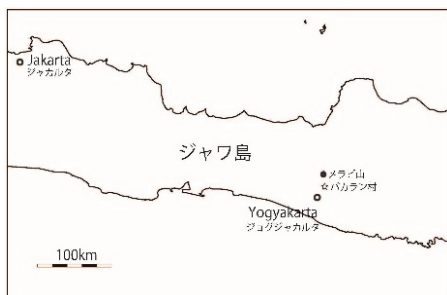 Jakarta
ジャカルタ
ジャワ島
メラピ山
☆パカラン村
Yogyakarta
ジョグジャカルタ
100km